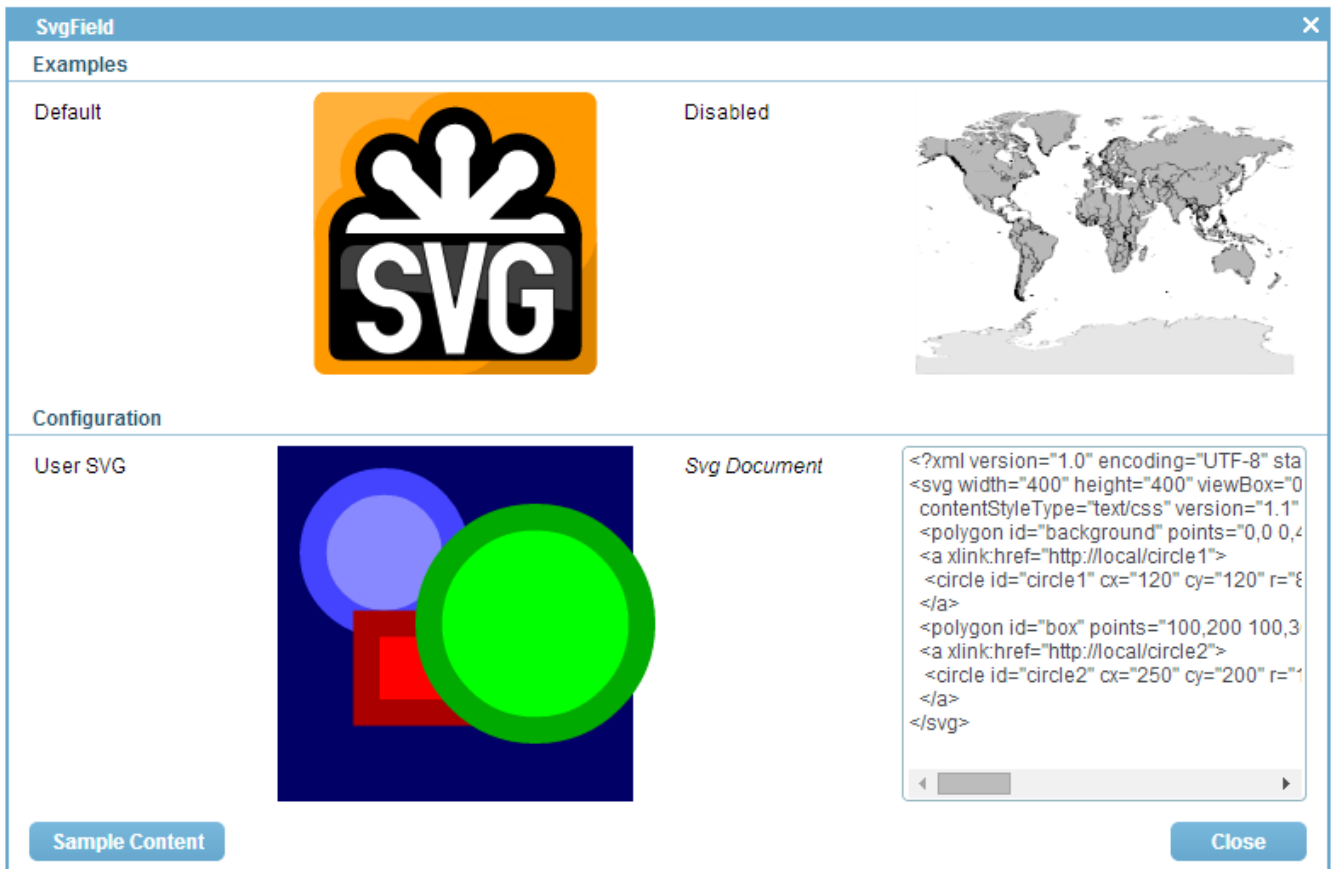 SvgField
Examples
Default
SVG
Disabled
Configuration
User SVG
Svg Document
<?xml version="1.0" encoding="UTF-8" sta
<svg width="400" height="400" viewBox="0
contentStyleType="text/css" version="1.1"
<polygon id="background" points="0,0 0,4
<a xlink:href="http://local/circle1">
<circle id="circle1" cx="120" cy="120" r="8
</a>
<polygon id="box" points="100,200 100,3
<a xlink:href="http://local/circle2">
<circle id="circle2" cx="250" cy="200" r="1
</a>
</svg>
Sample Content
Close